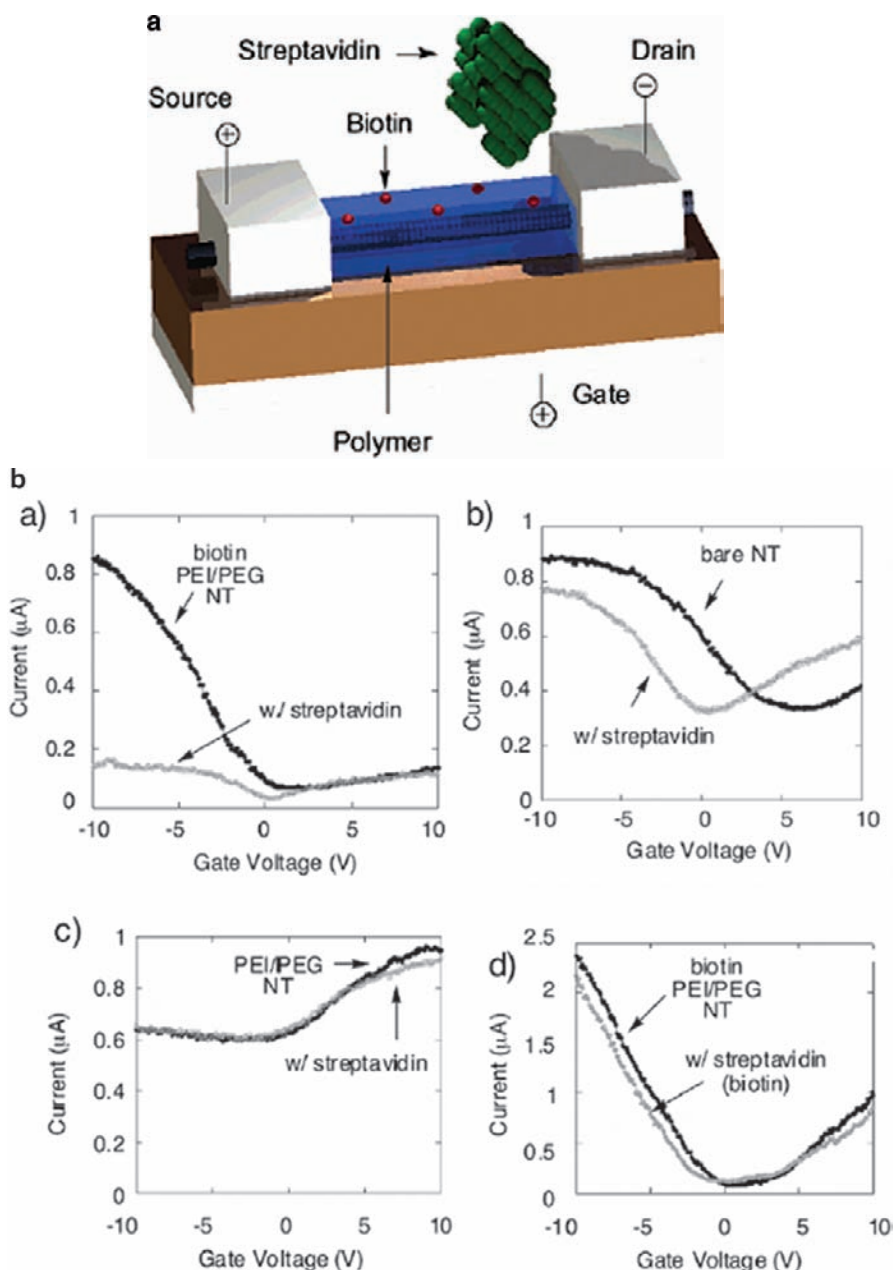 a
Streptavidin
Drain
Source
Biotin
Gate
Polymer
b
a)
1
0.8
0.6
0.4
0.2
0
-10 -5 0 5 10
Current (μA)
Gate Voltage (V)
biotin
PEI/PEG
NT
w/ streptavidin
b)
1
0.8
0.6
0.4
0.2
0
-10 -5 0 5 10
Current (μA)
Gate Voltage (V)
bare NT
w/ streptavidin
c)
1
0.8
0.6
0.4
0.2
0
-10 -5 0 5 10
Current (μA)
Gate Voltage (V)
PEI/PEG
NT
w/ streptavidin
d)
2.5
2
1.5
1
0.5
0
-10 -5 0 5 10
Current (μA)
Gate Voltage (V)
biotin
PEI/PEG
NT
w/ streptavidin
(biotin)